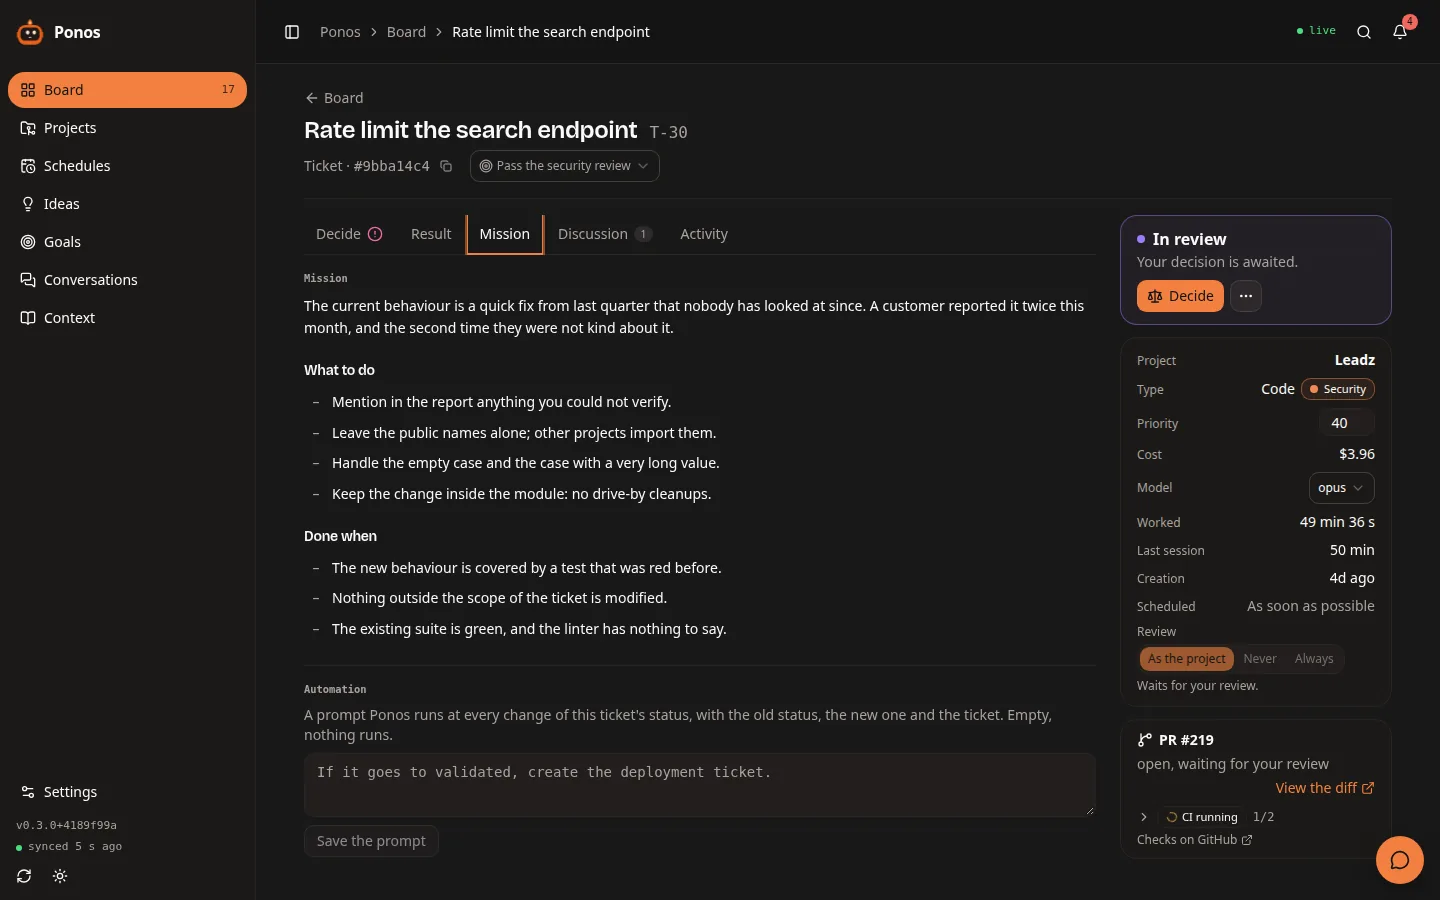 Ponos
Board 17
Projects
Schedules
Ideas
Goals
Conversations
Context
Settings
v0.3.0+4189f99a
synced 5 s ago
Ponos > Board > Rate limit the search endpoint
live
4
Board
Rate limit the search endpoint T-30
Ticket · #9bba14c4
Pass the security review
Decide
Result
Mission
Discussion 1
Activity
Mission
The current behaviour is a quick fix from last quarter that nobody has looked at since. A customer reported it twice this
month, and the second time they were not kind about it.
What to do
– Mention in the report anything you could not verify.
– Leave the public names alone; other projects import them.
– Handle the empty case and the case with a very long value.
– Keep the change inside the module: no drive-by cleanups.
Done when
– The new behaviour is covered by a test that was red before.
– Nothing outside the scope of the ticket is modified.
– The existing suite is green, and the linter has nothing to say.
Automation
A prompt Ponos runs at every change of this ticket's status, with the old status, the new one and the ticket. Empty,
nothing runs.
If it goes to validated, create the deployment ticket.
Save the prompt
In review
Your decision is awaited.
Decide
Project Leadz
Type Code Security
Priority 40
Cost $3.96
Model opus
Worked 49 min 36 s
Last session 50 min
Creation 4d ago
Scheduled As soon as possible
Review
As the project Never Always
Waits for your review.
PR #219
open, waiting for your review
View the diff
CI running 1/2
Checks on GitHub